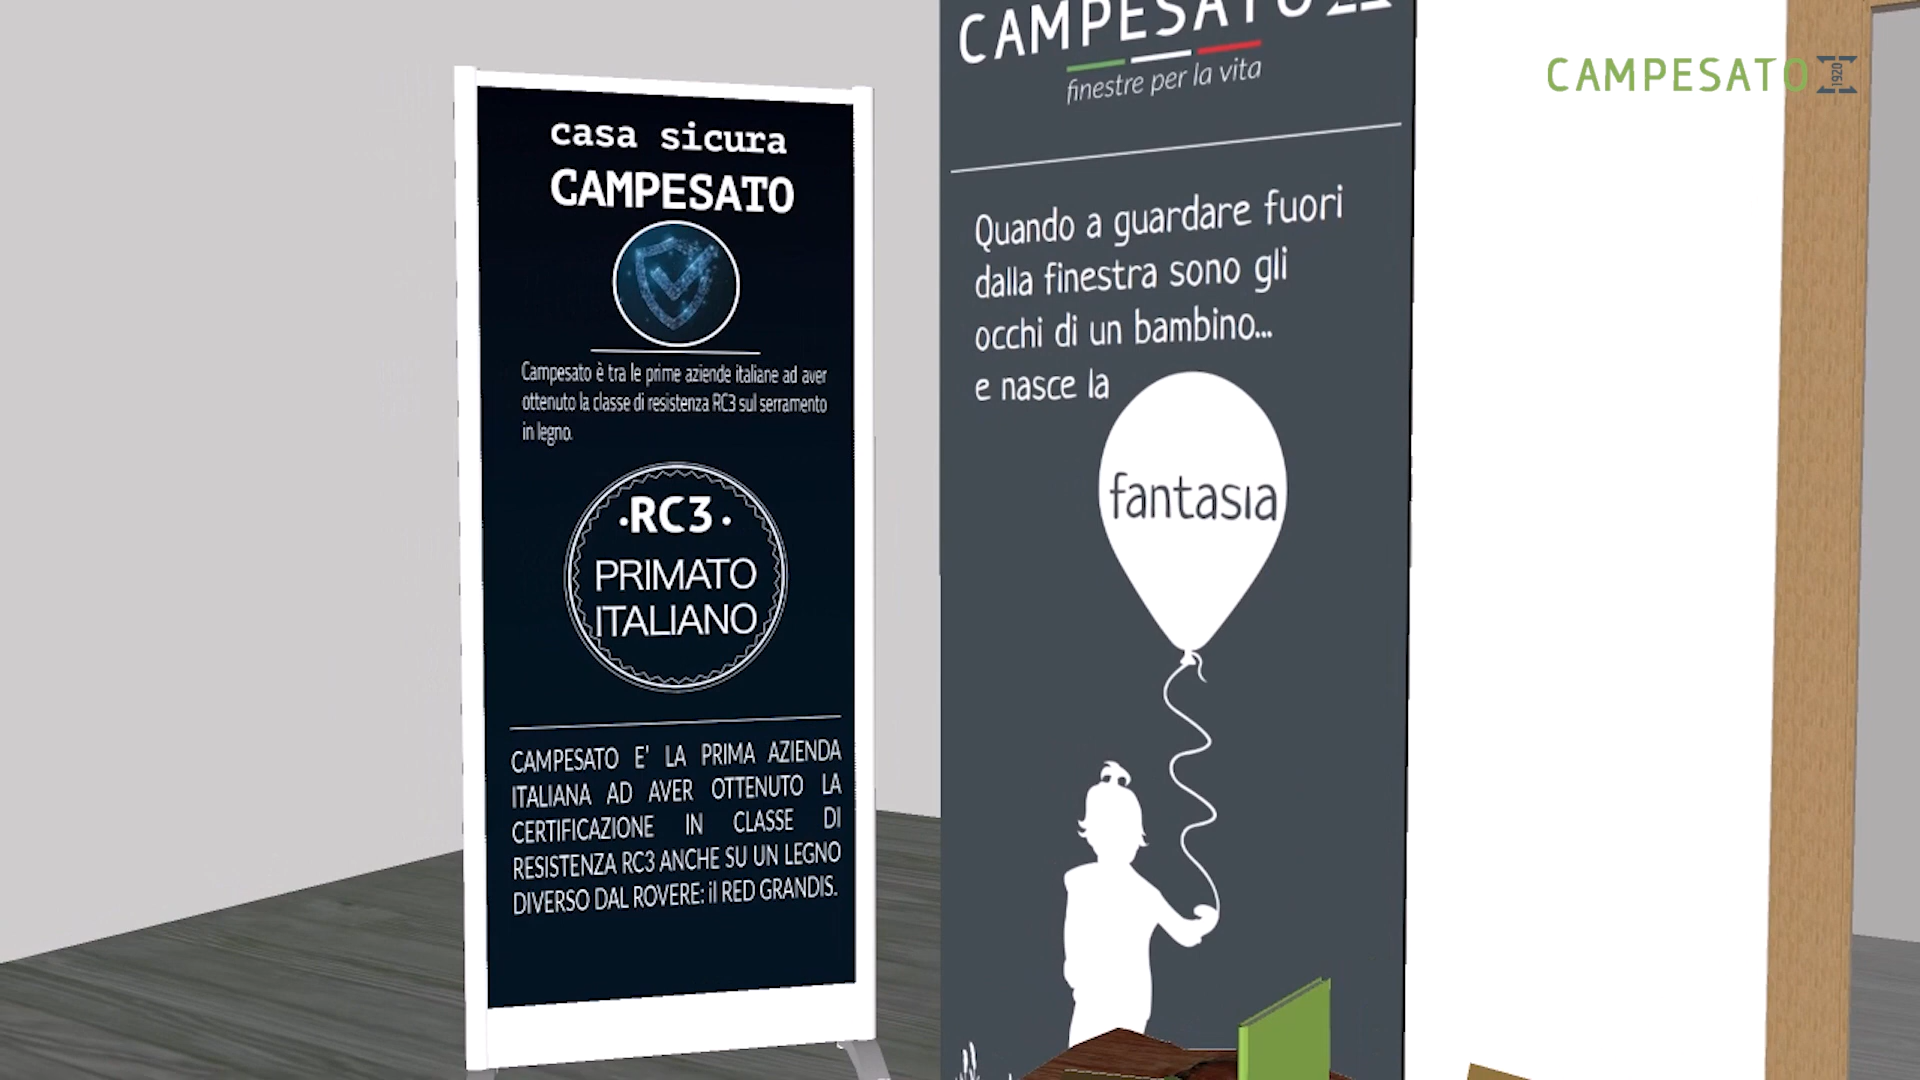 casa sicura
CAMPESATO
Campesato è tra le prime aziende italiane ad aver
ottenuto la classe di resistenza RC3 sul serramento
in legno.
·RC3·
PRIMATO
ITALIANO
CAMPESATO E' LA PRIMA AZIENDA
ITALIANA AD AVER OTTENUTO LA
CERTIFICAZIONE IN CLASSE DI
RESISTENZA RC3 ANCHE SU UN LEGNO
DIVERSO DAL ROVERE: il RED GRANDIS.
CAMPESATO
finestre per la vita
Quando a guardare fuori
dalla finestra sono gli
occhi di un bambino...
e nasce la
fantasia
CAMPESATO 1920